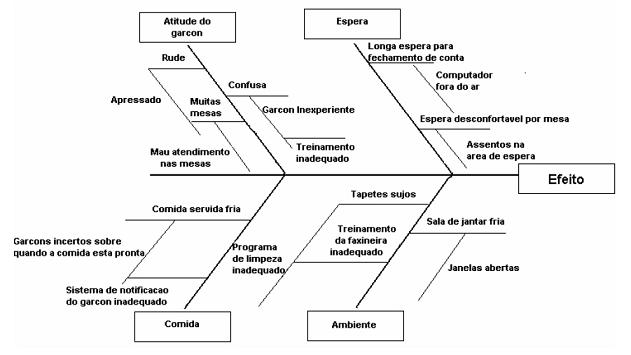 Atitude do
garcon
Espera
Rude
Apressado
Muitas
mesas
Mau atendimento
nas mesas
Confusa
Garcon Inexperiente
Treinamento
inadequado
Longa espera para
fechamento de conta
Computador
fora do ar
Espera desconfortavel por mesa
Assentos na
area de espera
Efeito
Comida servida fria
Garcons incertos sobre
quando a comida esta pronta
Sistema de notificacao
do garcon inadequado
Comida
Tapetes sujos
Treinamento
da faxineira
inadequado
Programa
de limpeza
inadequado
Sala de jantar fria
Janelas abertas
Ambiente